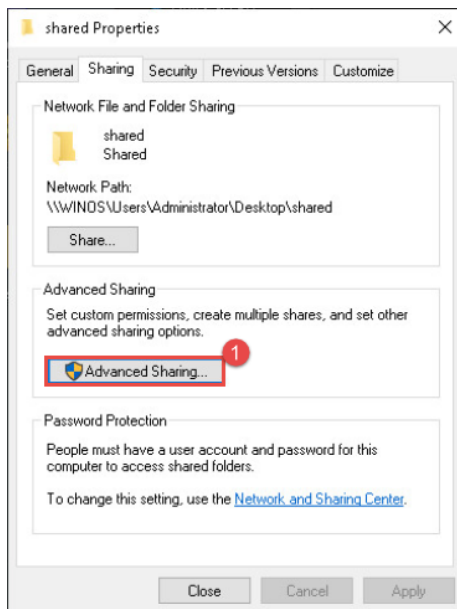 shared Properties
General Sharing Security Previous Versions Customize
Network File and Folder Sharing
shared
Shared
Network Path:
\\WINOS\Users\Administrator\Desktop\shared
Share...
Advanced Sharing
Set custom permissions, create multiple shares, and set other
advanced sharing options.
1
Advanced Sharing...
Password Protection
People must have a user account and password for this
computer to access shared folders.
To change this setting, use the Network and Sharing Center.
Close Cancel Apply